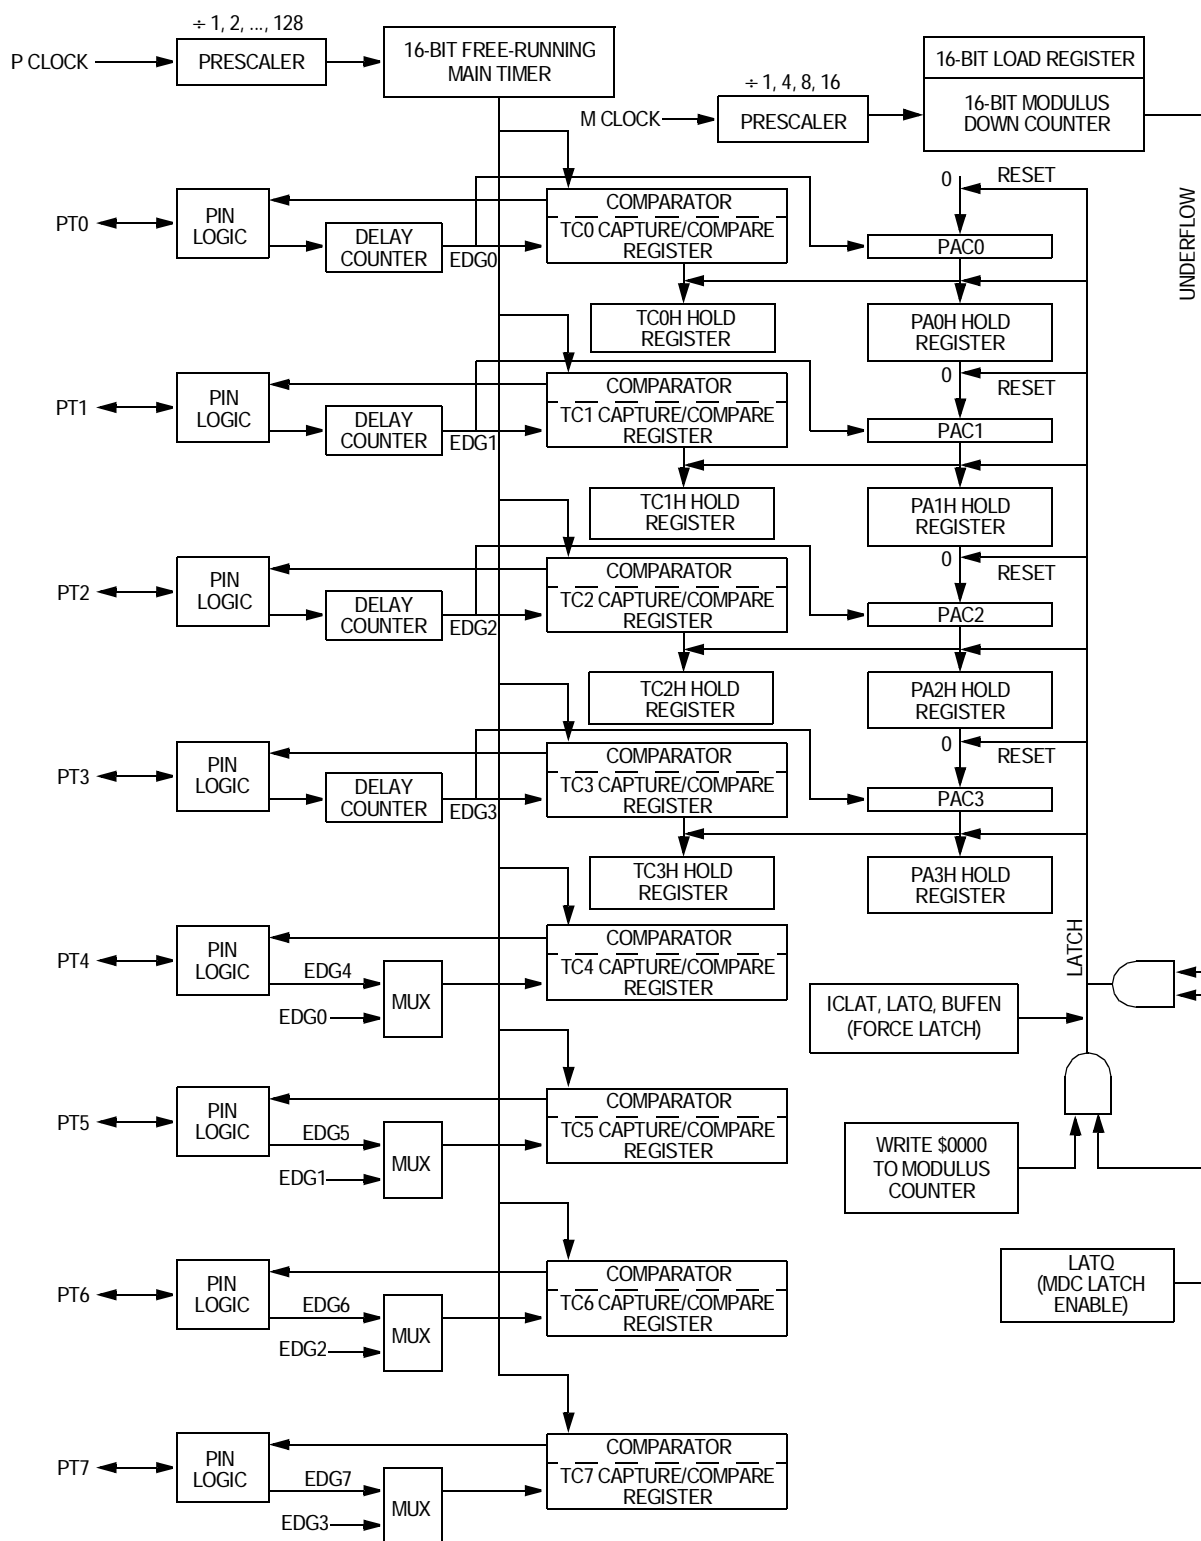 ÷ 1, 2, ..., 128
P CLOCK
PRESCALER
16-BIT FREE-RUNNING
MAIN TIMER
÷ 1, 4, 8, 16
M CLOCK
PRESCALER
16-BIT LOAD REGISTER
16-BIT MODULUS
DOWN COUNTER
UNDERFLOW
PT0
PIN
LOGIC
DELAY
COUNTER
EDG0
COMPARATOR
TC0 CAPTURE/COMPARE
REGISTER
0
RESET
PAC0
TC0H HOLD
REGISTER
PA0H HOLD
REGISTER
PT1
PIN
LOGIC
DELAY
COUNTER
EDG1
COMPARATOR
TC1 CAPTURE/COMPARE
REGISTER
0
RESET
PAC1
TC1H HOLD
REGISTER
PA1H HOLD
REGISTER
PT2
PIN
LOGIC
DELAY
COUNTER
EDG2
COMPARATOR
TC2 CAPTURE/COMPARE
REGISTER
0
RESET
PAC2
TC2H HOLD
REGISTER
PA2H HOLD
REGISTER
PT3
PIN
LOGIC
DELAY
COUNTER
EDG3
COMPARATOR
TC3 CAPTURE/COMPARE
REGISTER
0
RESET
PAC3
TC3H HOLD
REGISTER
PA3H HOLD
REGISTER
LATCH
PT4
PIN
LOGIC
EDG4
EDG0
MUX
COMPARATOR
TC4 CAPTURE/COMPARE
REGISTER
ICLAT, LATQ, BUFEN
(FORCE LATCH)
PT5
PIN
LOGIC
EDG5
EDG1
MUX
COMPARATOR
TC5 CAPTURE/COMPARE
REGISTER
WRITE $0000
TO MODULUS
COUNTER
LATQ
(MDC LATCH
ENABLE)
PT6
PIN
LOGIC
EDG6
EDG2
MUX
COMPARATOR
TC6 CAPTURE/COMPARE
REGISTER
PT7
PIN
LOGIC
EDG7
EDG3
MUX
COMPARATOR
TC7 CAPTURE/COMPARE
REGISTER